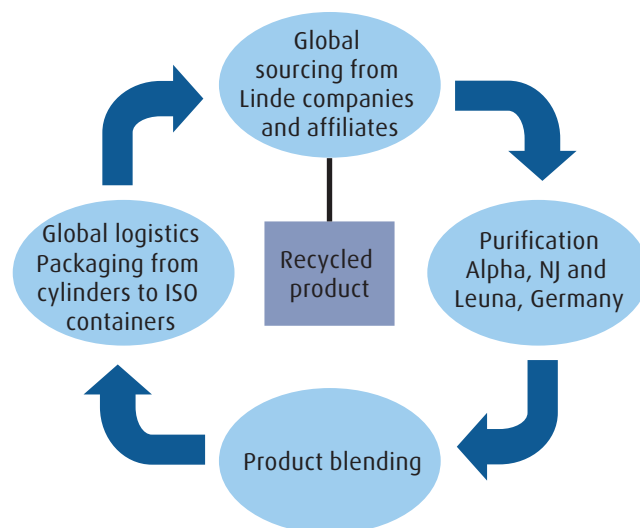 Global
sourcing from
Linde companies
and affiliates
Global logistics
Packaging from
cylinders to ISO
containers
Recycled
product
Purification
Alpha, NJ and
Leuna, Germany
Product blending